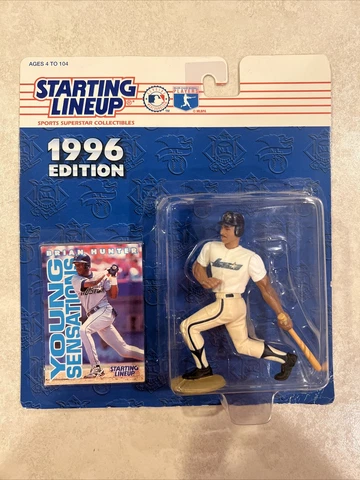 AGES 4 TO 104
STARTING
LINEUP
SPORTS SUPERSTAR COLLECTIBLES
1996
EDITION
BRIAN HUNTER
YOUNG
SENSATIONS
STARTING
LINEUP